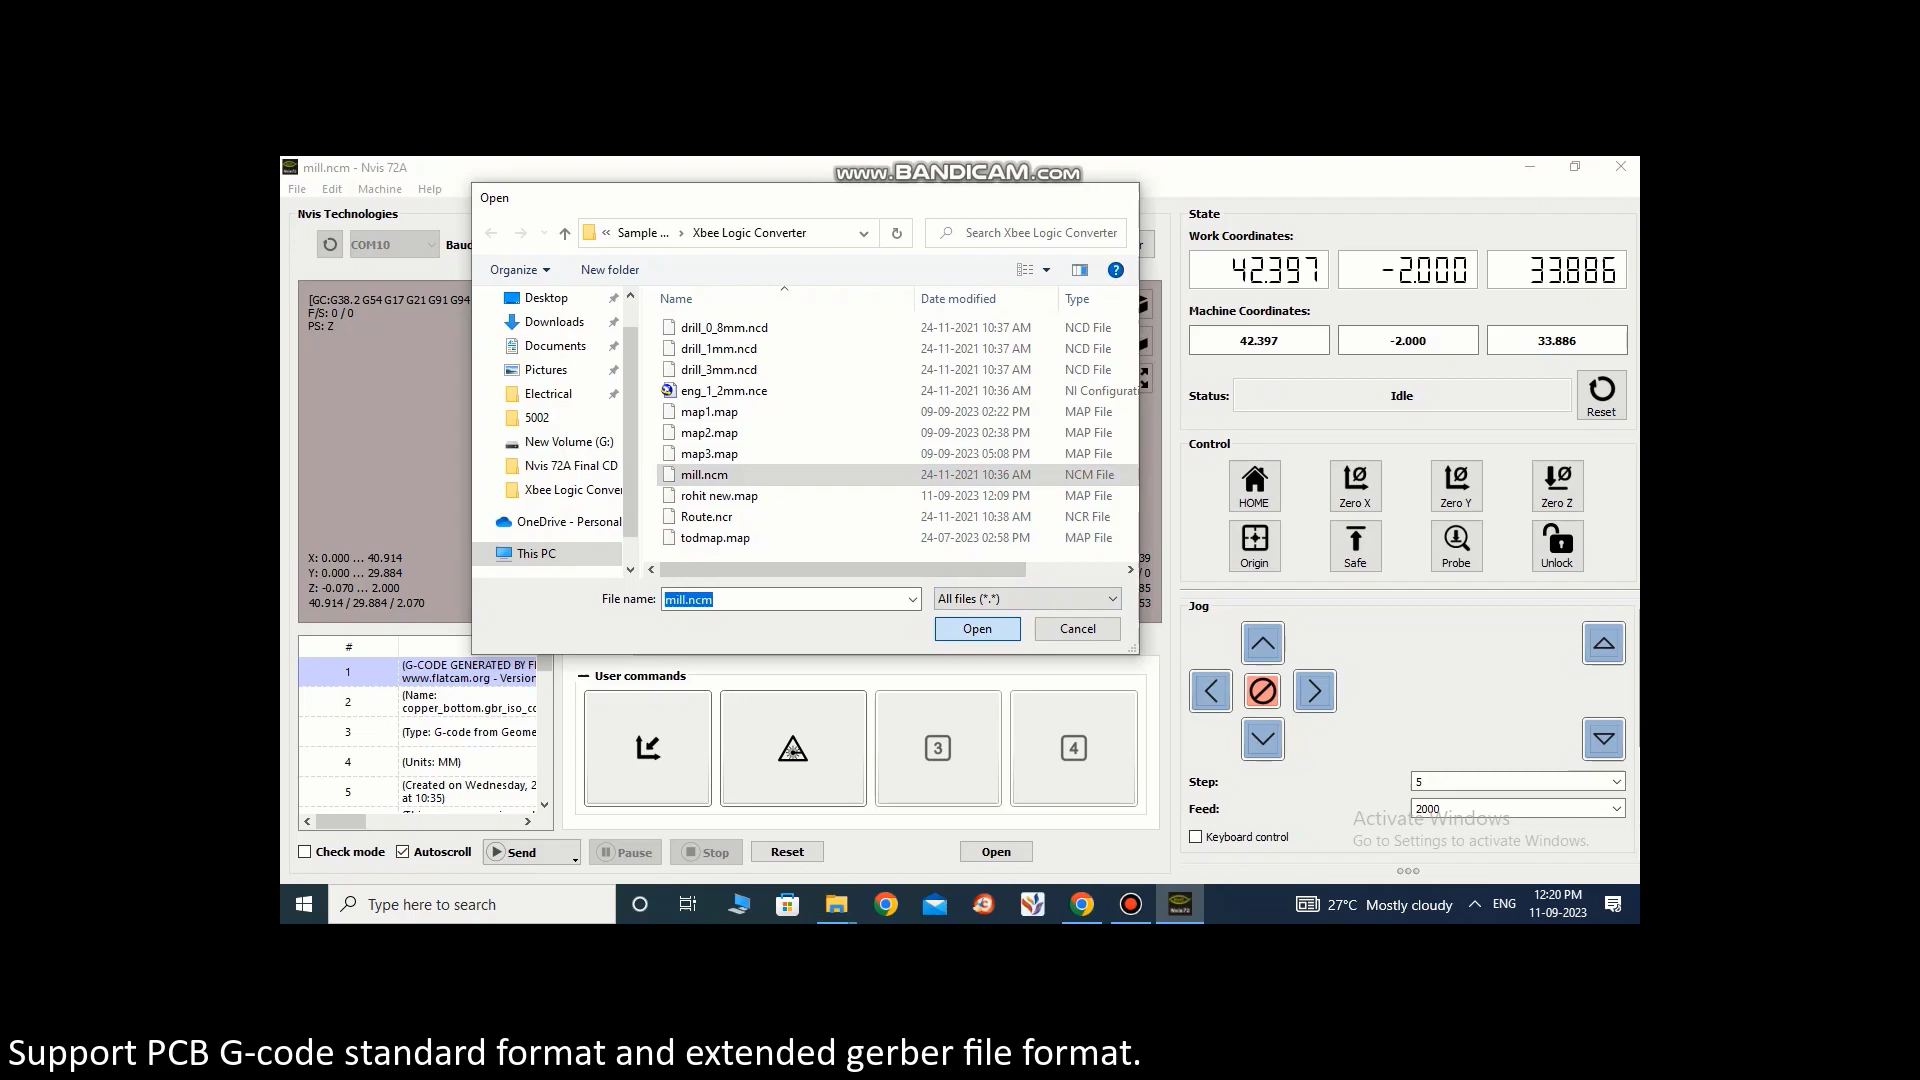 www.BANDICAM.com
mill.ncm - Nvis 72A
File Edit Machine Help
Open
Nvis Technologies
COM10 Baud
« Sample ... › Xbee Logic Converter
Search Xbee Logic Converter
Organize New folder
Name Date modified Type
Desktop
Downloads
Documents
Pictures
Electrical
5002
New Volume (G:)
Nvis 72A Final CD
Xbee Logic Conver
OneDrive - Personal
This PC
drill_0_8mm.ncd 24-11-2021 10:37 AM NCD File
drill_1mm.ncd 24-11-2021 10:37 AM NCD File
drill_3mm.ncd 24-11-2021 10:37 AM NCD File
eng_1_2mm.nce 24-11-2021 10:36 AM NI Configurati
map1.map 09-09-2023 02:22 PM MAP File
map2.map 09-09-2023 02:38 PM MAP File
map3.map 09-09-2023 05:08 PM MAP File
mill.ncm 24-11-2021 10:36 AM NCM File
rohit new.map 11-09-2023 12:09 PM MAP File
Route.ncr 24-11-2021 10:38 AM NCR File
todmap.map 24-07-2023 02:58 PM MAP File
File name: mill.ncm All files (*.*)
Open Cancel
[GC:G38.2 G54 G17 G21 G91 G94
F/S: 0 / 0
PS: Z
X: 0.000 ... 40.914
Y: 0.000 ... 29.884
Z: -0.070 ... 2.000
40.914 / 29.884 / 2.070
39
/ 0
85
53
#
1 (G-CODE GENERATED BY FL
www.flatcam.org - Version
2 (Name:
copper_bottom.gbr_iso_co
3 (Type: G-code from Geome
4 (Units: MM)
5 (Created on Wednesday, 2
at 10:35)
User commands
3
4
Check mode Autoscroll Send Pause Stop Reset Open
State
Work Coordinates:
42.397 -2.000 33.886
Machine Coordinates:
42.397 -2.000 33.886
Status: Idle Reset
Control
HOME Zero X Zero Y Zero Z
Origin Safe Probe Unlock
Jog
Step: 5
Feed: 2000
Keyboard control
Activate Windows
Go to Settings to activate Windows.
Type here to search
Nvis72
27°C Mostly cloudy ENG 12:20 PM
11-09-2023
Support PCB G-code standard format and extended gerber file format.